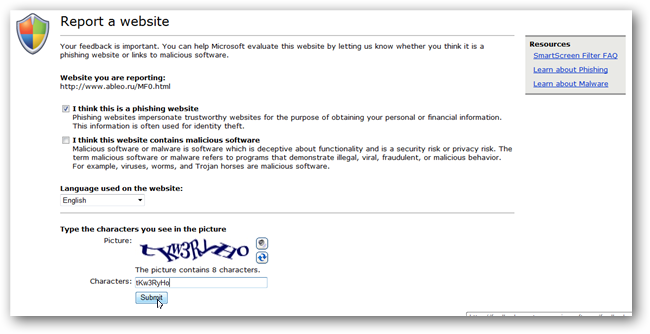 Report a website
Your feedback is important. You can help Microsoft evaluate this website by letting us know whether you think it is a
phishing website or links to malicious software.
Website you are reporting:
http://www.ableo.ru/MF0.html
I think this is a phishing website
Phishing websites impersonate trustworthy websites for the purpose of obtaining your personal or financial information.
This information is often used for identity theft.
I think this website contains malicious software
Malicious software or malware is software which is deceptive about functionality and is a security risk or privacy risk. The
term malicious software or malware refers to programs that demonstrate illegal, viral, fraudulent, or malicious behavior.
For example, viruses, worms, and Trojan horses are malicious software.
Language used on the website:
English
Type the characters you see in the picture
Picture:
The picture contains 8 characters.
Characters: tKw3RyHo
Submit
Resources
SmartScreen Filter FAQ
Learn about Phishing
Learn about Malware